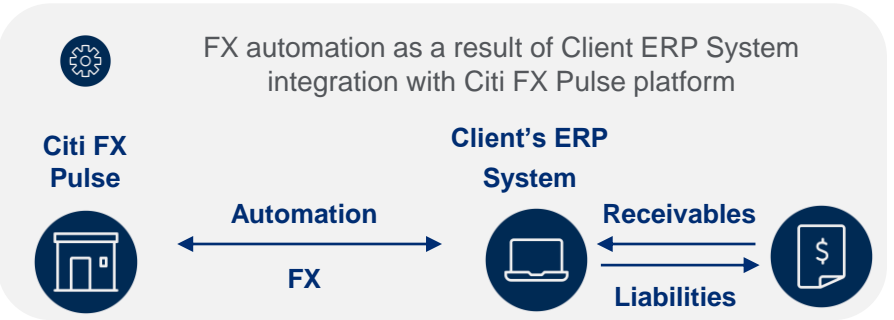 FX automation as a result of Client ERP System
integration with Citi FX Pulse platform
Citi FX
Pulse
Client’s ERP
System
Automation
FX
Receivables
Liabilities
$